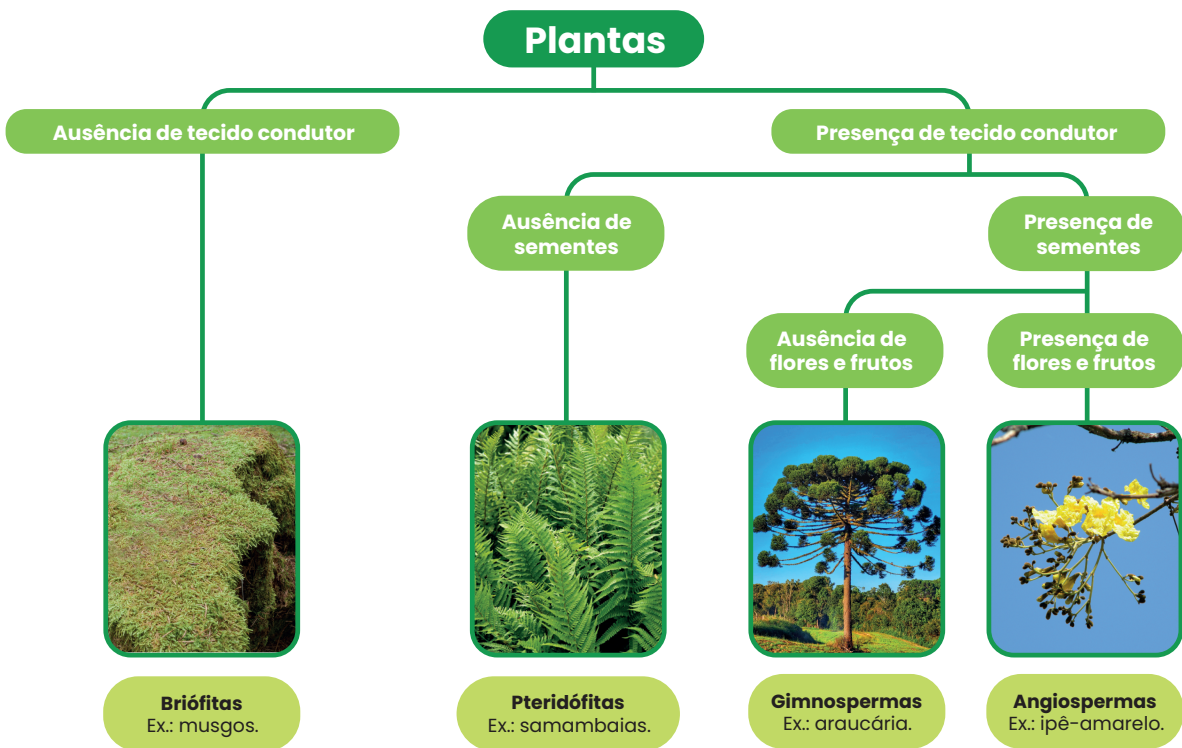 Plantas
Ausência de tecido condutor
Presença de tecido condutor
Ausência de
sementes
Presença de
sementes
Ausência de
flores e frutos
Presença de
flores e frutos
Briófitas
Ex.: musgos.
Pteridófitas
Ex.: samambaias.
Gimnospermas
Ex.: araucária.
Angiospermas
Ex.: ipê-amarelo.